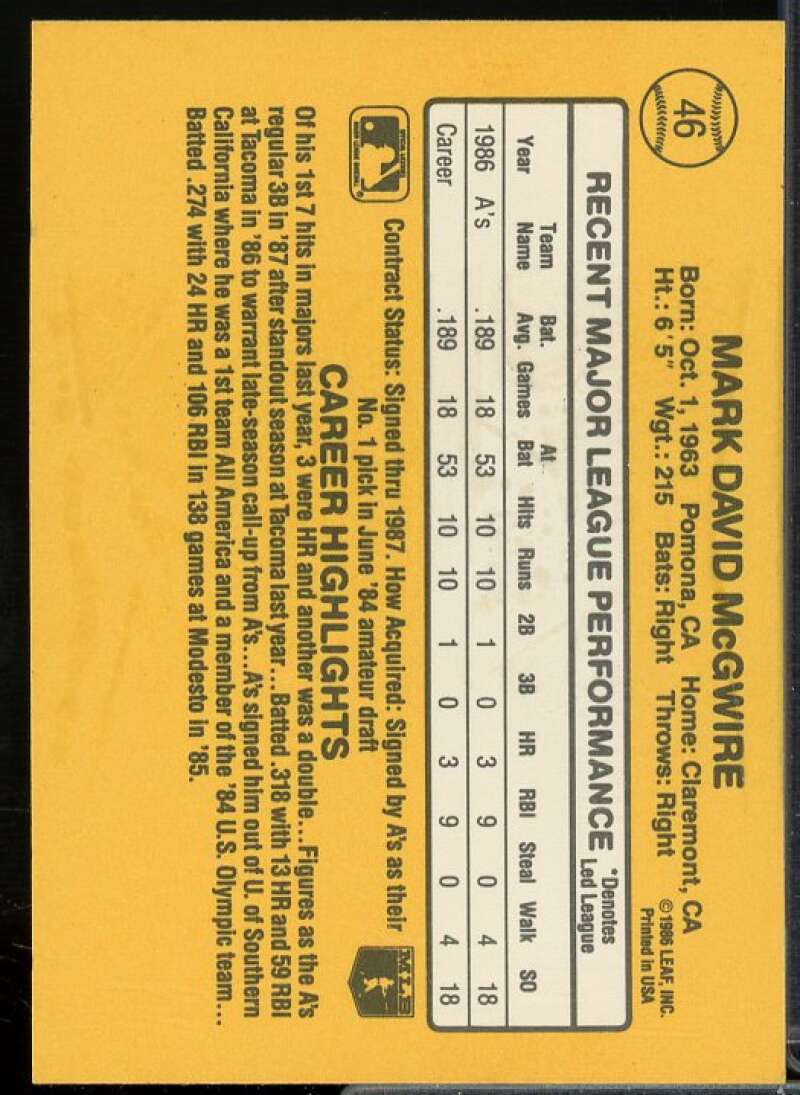 46
MARK DAVID McGWIRE
Born: Oct. 1, 1963 Pomona, CA Home: Claremont, CA
Ht.: 6'5" Wgt.: 215 Bats: Right Throws: Right
©1986 LEAF, INC.
Printed in USA
RECENT MAJOR LEAGUE PERFORMANCE
*Denotes
Led League
Team Bat. At
Year Name Avg. Games Bat Hits Runs 2B 3B HR RBI Steal Walk SO
1986 A's .189 18 53 10 10 1 0 3 9 0 4 18
Career .189 18 53 10 10 1 0 3 9 0 4 18
Contract Status: Signed thru 1987. How Acquired: Signed by A's as their
No. 1 pick in June '84 amateur draft
MLB
CAREER HIGHLIGHTS
Of his 1st 7 hits in majors last year, 3 were HR and another was a double...Figures as the A's
regular 3B in '87 after standout season at Tacoma last year...Batted .318 with 13 HR and 59 RBI
at Tacoma in '86 to warrant late-season call-up from A's...A's signed him out of U. of Southern
California where he was a 1st team All America and a member of the '84 U.S. Olympic team...
Batted .274 with 24 HR and 106 RBI in 138 games at Modesto in '85.